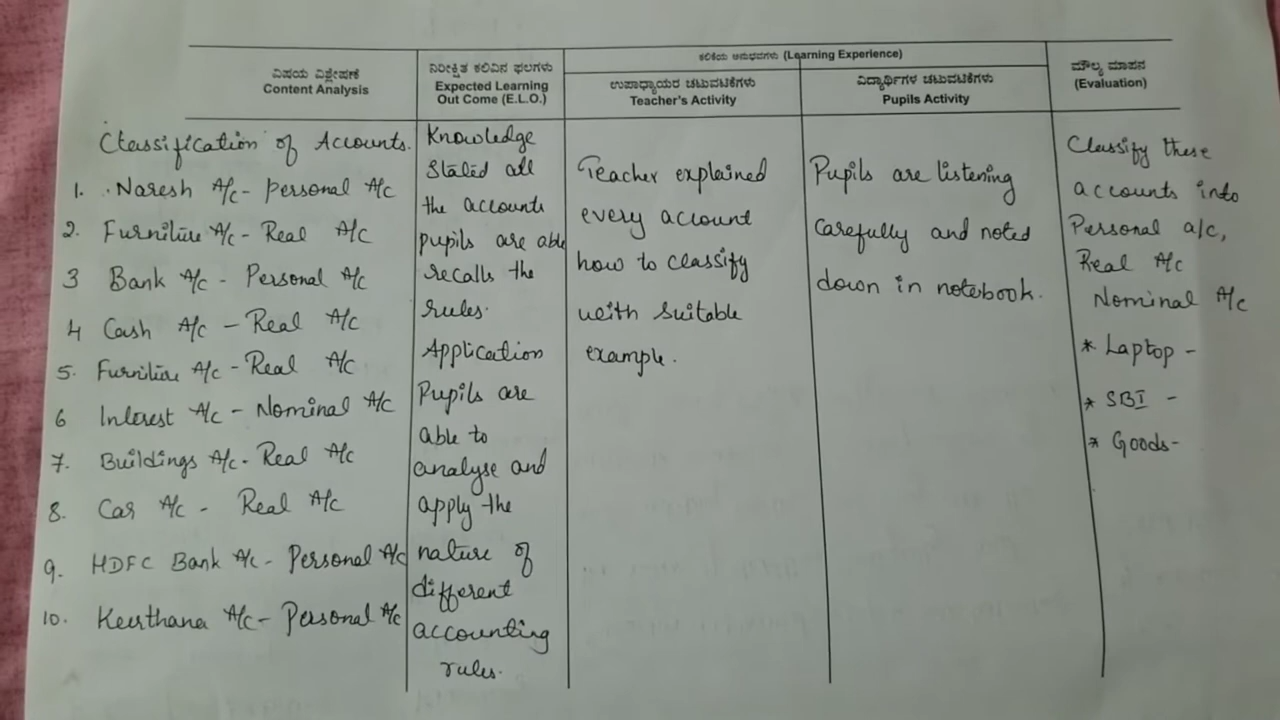 ವಿಷಯ ವಿಶ್ಲೇಷಣೆ
Content Analysis
ನಿರೀಕ್ಷಿತ ಕಲಿವಿನ ಫಲಗಳು
Expected Learning
Out Come (E.L.O.)
ಕಲಿಕೆಯ ಅನುಭವಗಳು (Learning Experience)
ಉಪಾಧ್ಯಾಯರ ಚಟುವಟಿಕೆಗಳು
Teacher's Activity
ವಿದ್ಯಾರ್ಥಿಗಳ ಚಟುವಟಿಕೆಗಳು
Pupils Activity
ಮೌಲ್ಯ ಮಾಪನ
(Evaluation)
Classification of Accounts.
1. Naresh A/c - Personal A/c
2. Furniture A/c - Real A/c
3 Bank A/c - Personal A/c
4 Cash A/c - Real A/c
5. Furniture A/c - Real A/c
6 Interest A/c - Nominal A/c
7. Buildings A/c - Real A/c
8. Car A/c - Real A/c
9. HDFC Bank A/c - Personal A/c
10. Keerthana A/c - Personal A/c
Knowledge
Stated all
the accounts
pupils are able
recalls the
rules.
Application
Pupils are
able to
analyse and
apply the
nature of
different
accounting
rules.
Teacher explained
every account
how to classify
with suitable
example.
Pupils are listening
carefully and noted
down in notebook.
Classify these
accounts into
Personal a/c,
Real A/c
Nominal A/c
* Laptop -
* SBI -
* Goods -